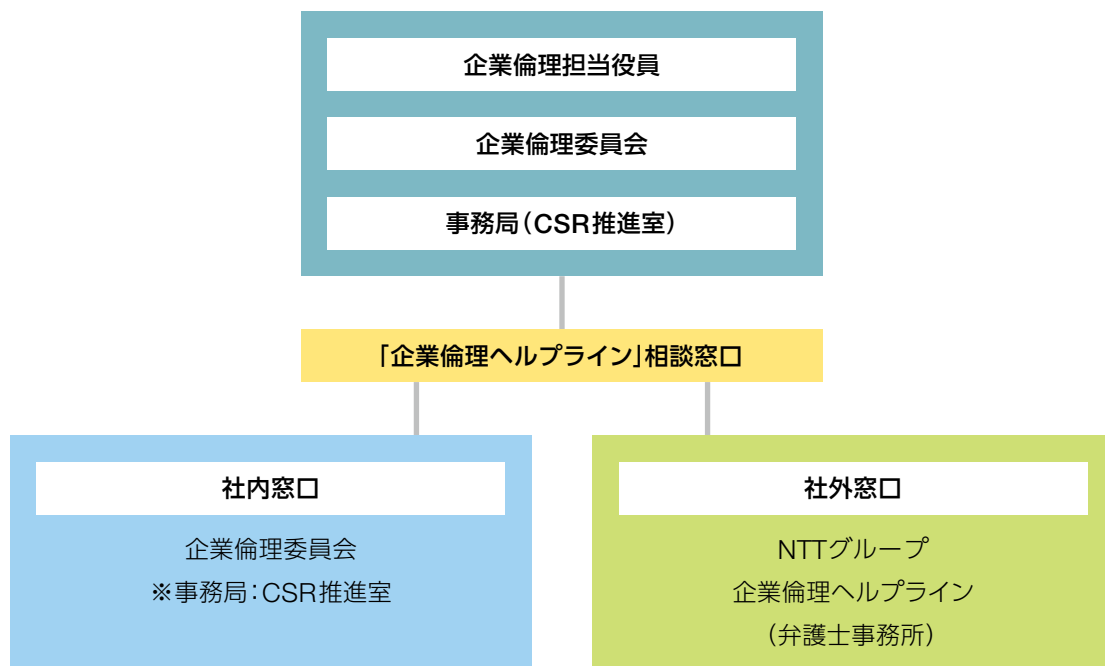 企業倫理担当役員
企業倫理委員会
事務局（CSR推進室）
「企業倫理ヘルプライン」相談窓口
社内窓口
企業倫理委員会
※事務局：CSR推進室
社外窓口
NTTグループ
企業倫理ヘルプライン
（弁護士事務所）